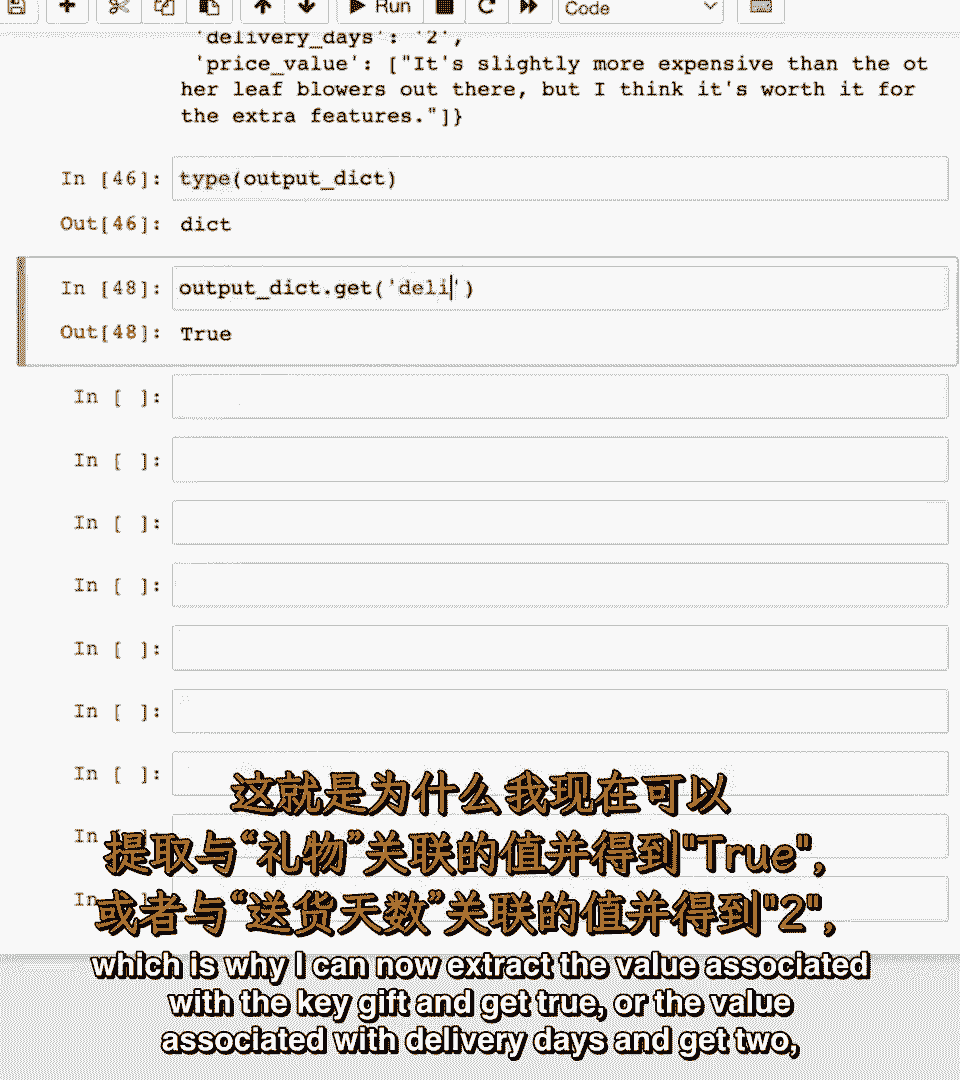 Run
Code
'delivery_days': '2',
'price_value': ["It's slightly more expensive than the ot
her leaf blowers out there, but I think it's worth it for
the extra features."]}
In [46]: type(output_dict)
Out[46]: dict
In [48]: output_dict.get('deli')
Out[48]: True
In [ ]:
In [ ]:
In [ ]:
In [ ]:
In [ ]:
In [ ]:
In [ ]:
In
In
这就是为什么我现在可以
提取与“礼物”关联的值并得到"True",
或者与“送货天数”关联的值并得到"2",
which is why I can now extract the value associated
with the key gift and get true, or the value
associated with delivery days and get two,